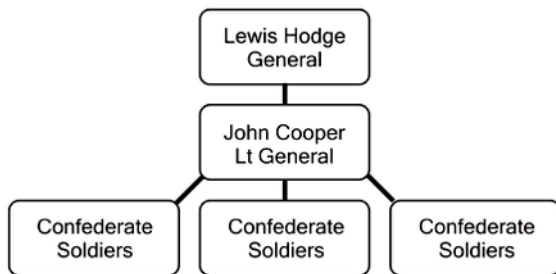 Lewis Hodge
General
John Cooper
Lt General
Confederate
Soldiers
Confederate
Soldiers
Confederate
Soldiers